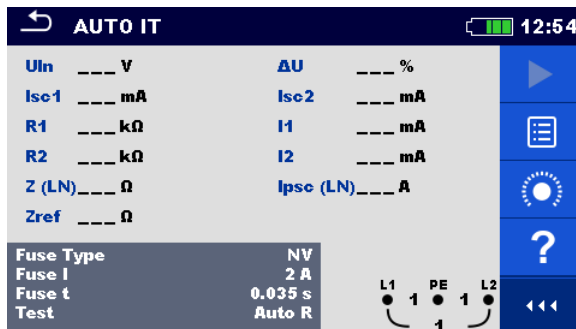 AUTO IT 12:54
Uln ___ V ΔU ___ %
Isc1 ___ mA Isc2 ___ mA
R1 ___ kΩ I1 ___ mA
R2 ___ kΩ I2 ___ mA
Z (LN)___ Ω Ipsc (LN)___ A
Zref ___ Ω
?
Fuse Type NV
Fuse I 2 A
Fuse t 0.035 s
Test Auto R
L1 PE L2
1 1
1